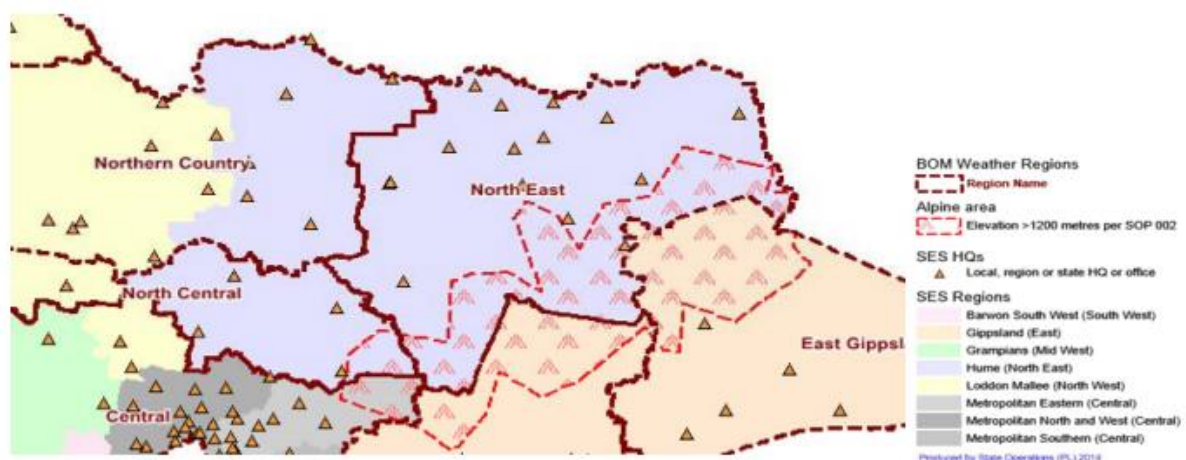 Northern Country
North East
North Central
East Gippsl
Central
BOM Weather Regions
Region Name
Alpine area
Elevation >1200 metres per SOP 002
SES HQs
Local, region or state HQ or office
SES Regions
Barwon South West (South West)
Gippsland (East)
Grampians (Mid West)
Hume (North East)
Loddon Mallee (North West)
Metropolitan Eastern (Central)
Metropolitan North and West (Central)
Metropolitan Southern (Central)
Produced by State Operations (PL) 2014